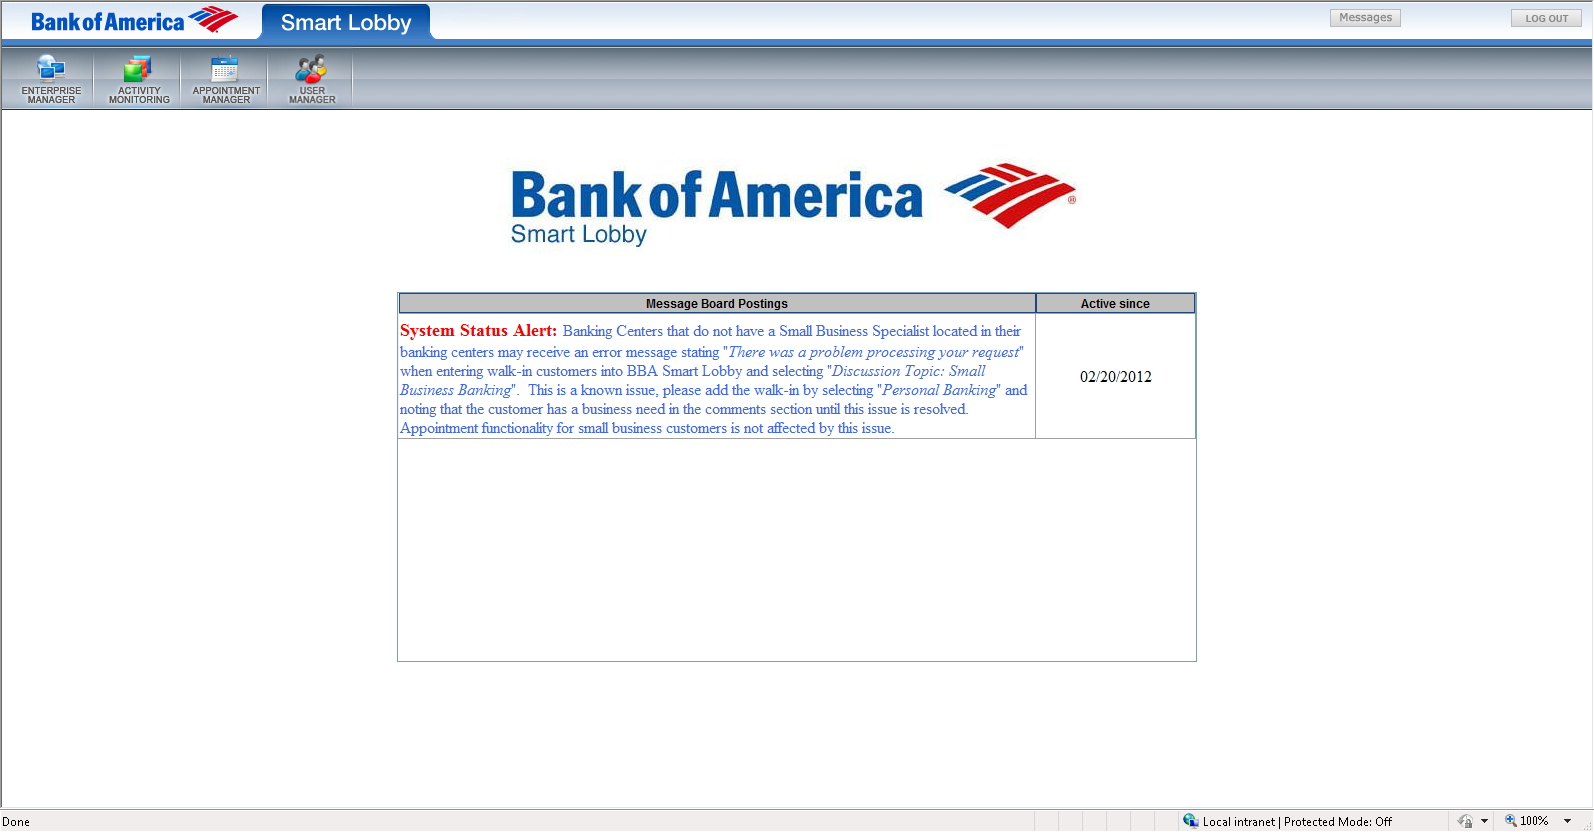 Bank of America
Smart Lobby
Messages
LOG OUT
ENTERPRISE
MANAGER
ACTIVITY
MONITORING
APPOINTMENT
MANAGER
USER
MANAGER
Bank of America
®
Smart Lobby
Message Board Postings
Active since
System Status Alert: Banking Centers that do not have a Small Business Specialist located in their
banking centers may receive an error message stating "There was a problem processing your request"
when entering walk-in customers into BBA Smart Lobby and selecting "Discussion Topic: Small
Business Banking".  This is a known issue, please add the walk-in by selecting "Personal Banking" and
noting that the customer has a business need in the comments section until this issue is resolved.
Appointment functionality for small business customers is not affected by this issue.
02/20/2012
Done
Local intranet | Protected Mode: Off
100%